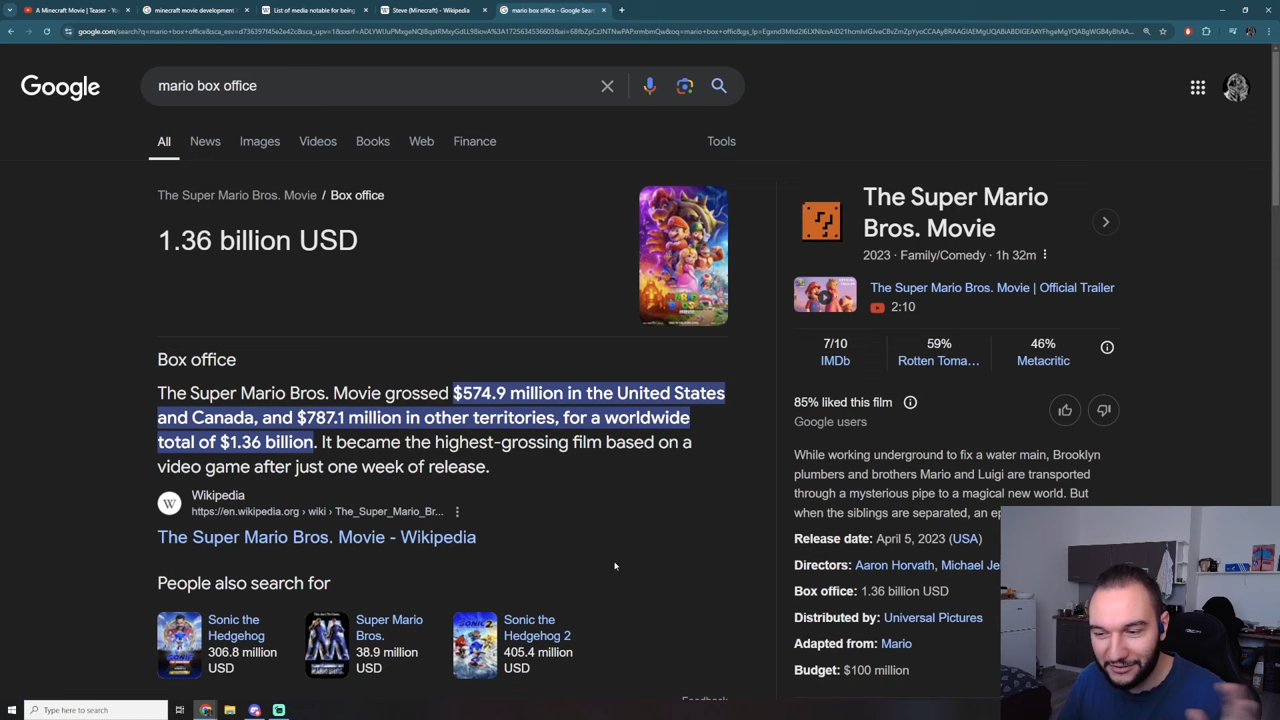 A Minecraft Movie | Teaser - Yo
minecraft movie development
List of media notable for being
Steve (Minecraft) - Wikipedia
mario box office - Google Sear
Google
mario box office
All
News
Images
Videos
Books
Web
Finance
Tools
The Super Mario Bros. Movie / Box office
1.36 billion USD
Box office
The Super Mario Bros. Movie grossed $574.9 million in the United States
and Canada, and $787.1 million in other territories, for a worldwide
total of $1.36 billion. It became the highest-grossing film based on a
video game after just one week of release.
W
Wikipedia
https://en.wikipedia.org › wiki › The_Super_Mario_Br...
The Super Mario Bros. Movie - Wikipedia
People also search for
Sonic the
Hedgehog
306.8 million
USD
Super Mario
Bros.
38.9 million
USD
Sonic the
Hedgehog 2
405.4 million
USD
Feedback
The Super Mario
Bros. Movie
2023 · Family/Comedy · 1h 32m
The Super Mario Bros. Movie | Official Trailer
2:10
7/10
IMDb
59%
Rotten Toma...
46%
Metacritic
85% liked this film
Google users
While working underground to fix a water main, Brooklyn
plumbers and brothers Mario and Luigi are transported
through a mysterious pipe to a magical new world. But
when the siblings are separated, an ep
Release date: April 5, 2023 (USA)
Directors: Aaron Horvath, Michael Je
Box office: 1.36 billion USD
Distributed by: Universal Pictures
Adapted from: Mario
Budget: $100 million
Type here to search